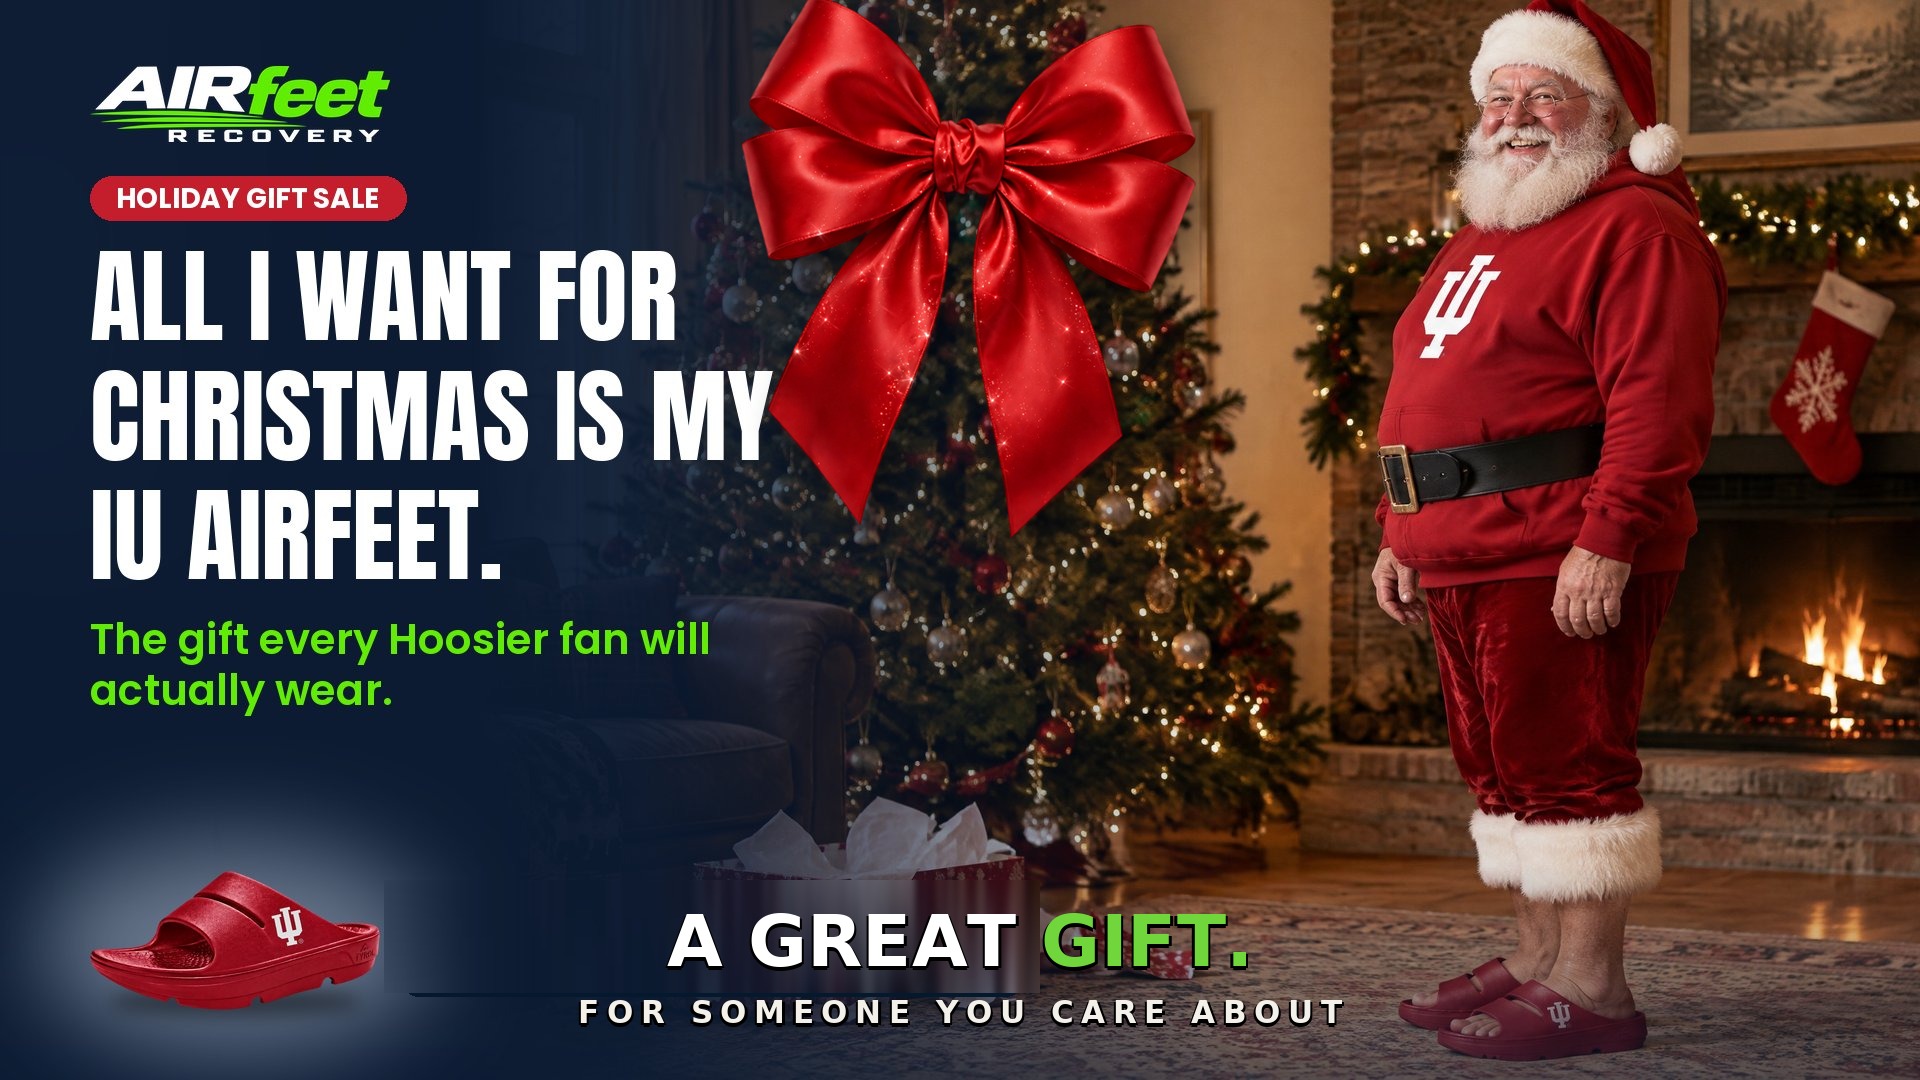 AIRfeet
RECOVERY
HOLIDAY GIFT SALE
ALL I WANT FOR
CHRISTMAS IS MY
IU AIRFEET.
The gift every Hoosier fan will
actually wear.
A GREAT GIFT.
FOR SOMEONE YOU CARE ABOUT